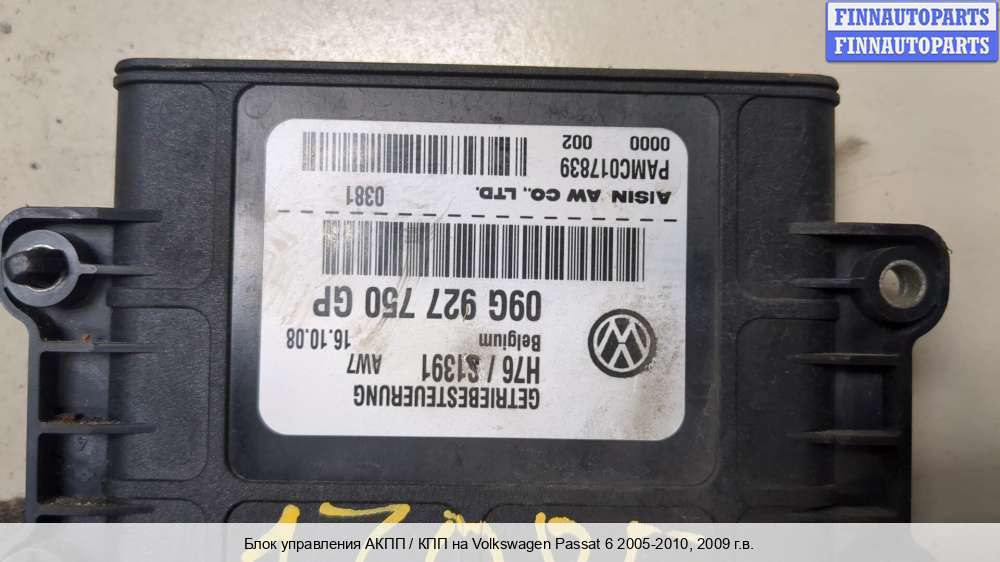 FINNAUTOPARTS
FINNAUTOPARTS
GETRIEBESTEUERUNG
H76 / S1391 AW7
Belgium 16.10.08
09G 927 750 GP
0381
AISIN AW CO., LTD.
PAMC017839
0000 002
Блок управления АКПП / КПП на Volkswagen Passat 6 2005-2010, 2009 г.в.